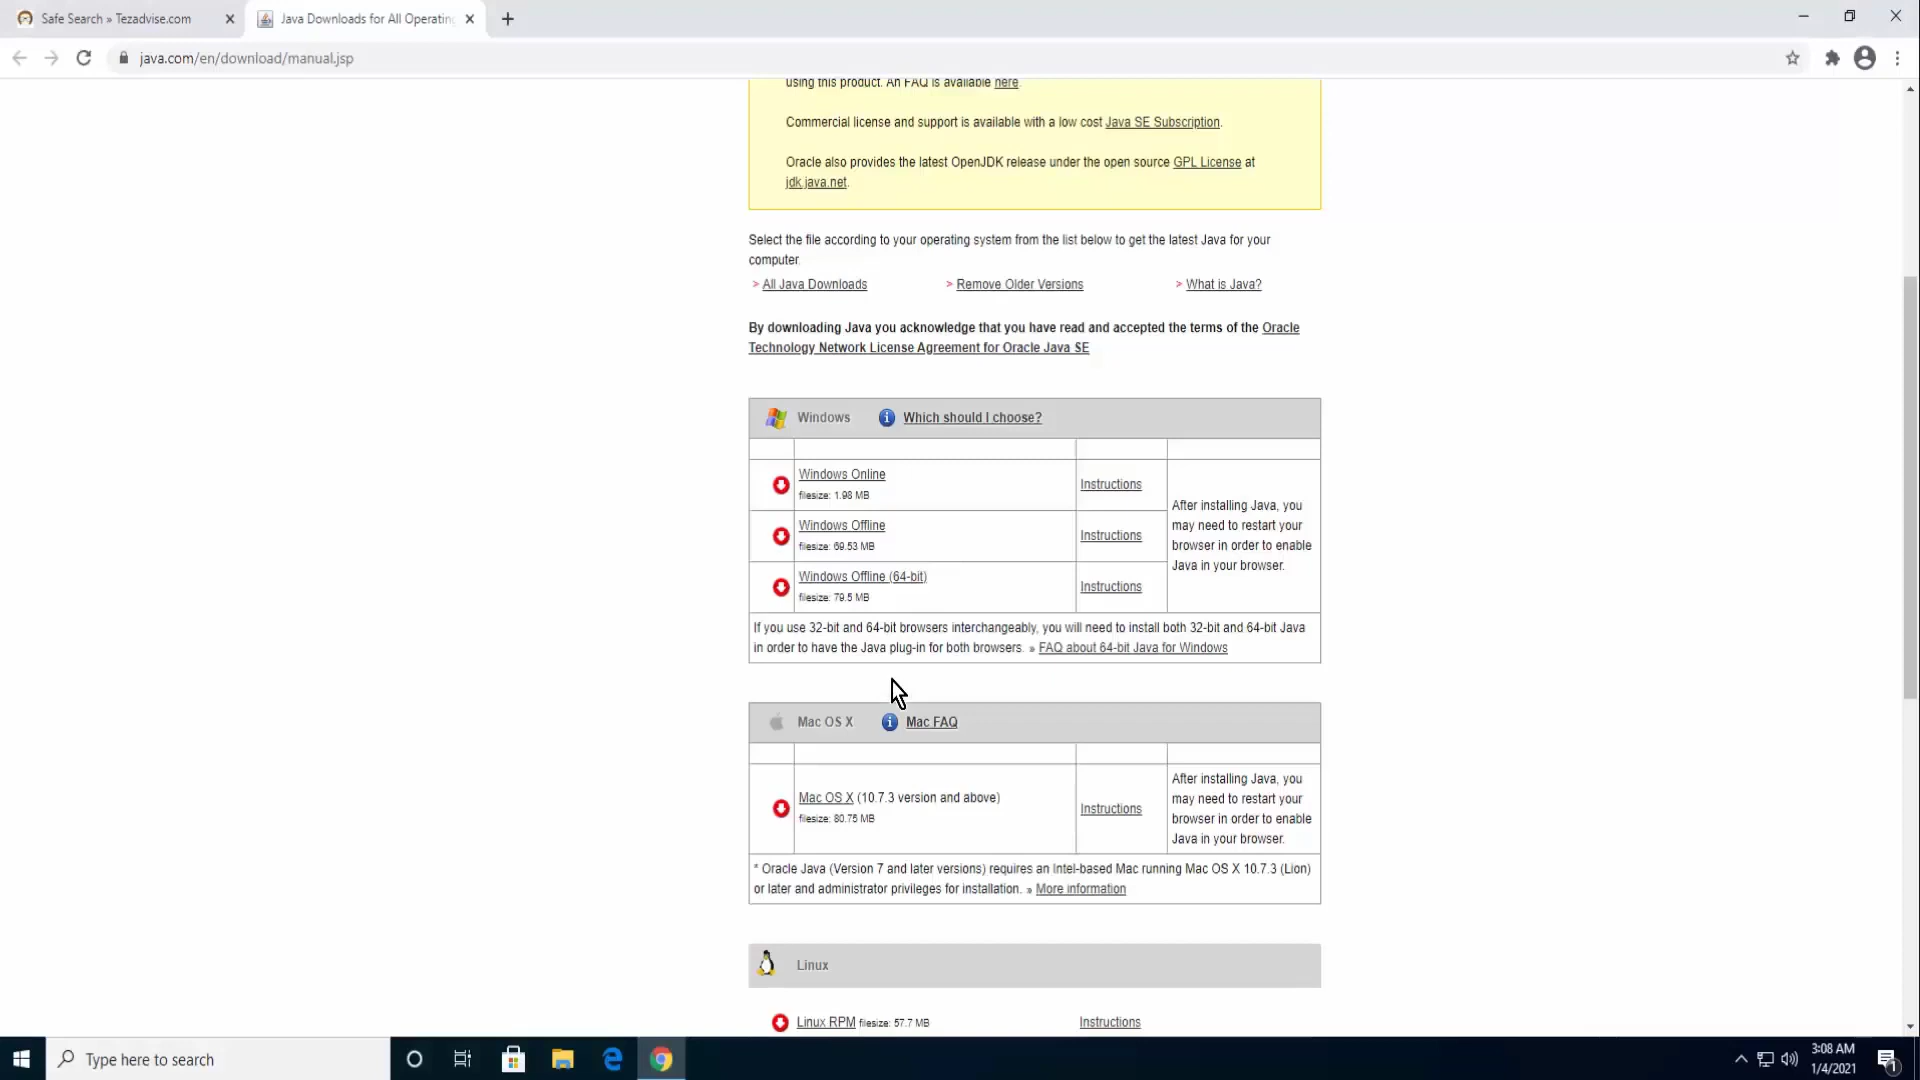 Safe Search » Tezadvise.com
Java Downloads for All Operating
java.com/en/download/manual.jsp
using this product. An FAQ is available here.
Commercial license and support is available with a low cost Java SE Subscription.
Oracle also provides the latest OpenJDK release under the open source GPL License at
jdk.java.net.
Select the file according to your operating system from the list below to get the latest Java for your
computer.
> All Java Downloads > Remove Older Versions > What is Java?
By downloading Java you acknowledge that you have read and accepted the terms of the Oracle
Technology Network License Agreement for Oracle Java SE
Windows Which should I choose?
Windows Online
filesize: 1.98 MB
Instructions
Windows Offline
filesize: 69.53 MB
Instructions
Windows Offline (64-bit)
filesize: 79.5 MB
Instructions
After installing Java, you
may need to restart your
browser in order to enable
Java in your browser.
If you use 32-bit and 64-bit browsers interchangeably, you will need to install both 32-bit and 64-bit Java
in order to have the Java plug-in for both browsers. » FAQ about 64-bit Java for Windows
Mac OS X Mac FAQ
Mac OS X (10.7.3 version and above)
filesize: 80.75 MB
Instructions
After installing Java, you
may need to restart your
browser in order to enable
Java in your browser.
* Oracle Java (Version 7 and later versions) requires an Intel-based Mac running Mac OS X 10.7.3 (Lion)
or later and administrator privileges for installation. » More information
Linux
Linux RPM filesize: 57.7 MB Instructions
Type here to search
3:08 AM
1/4/2021
1